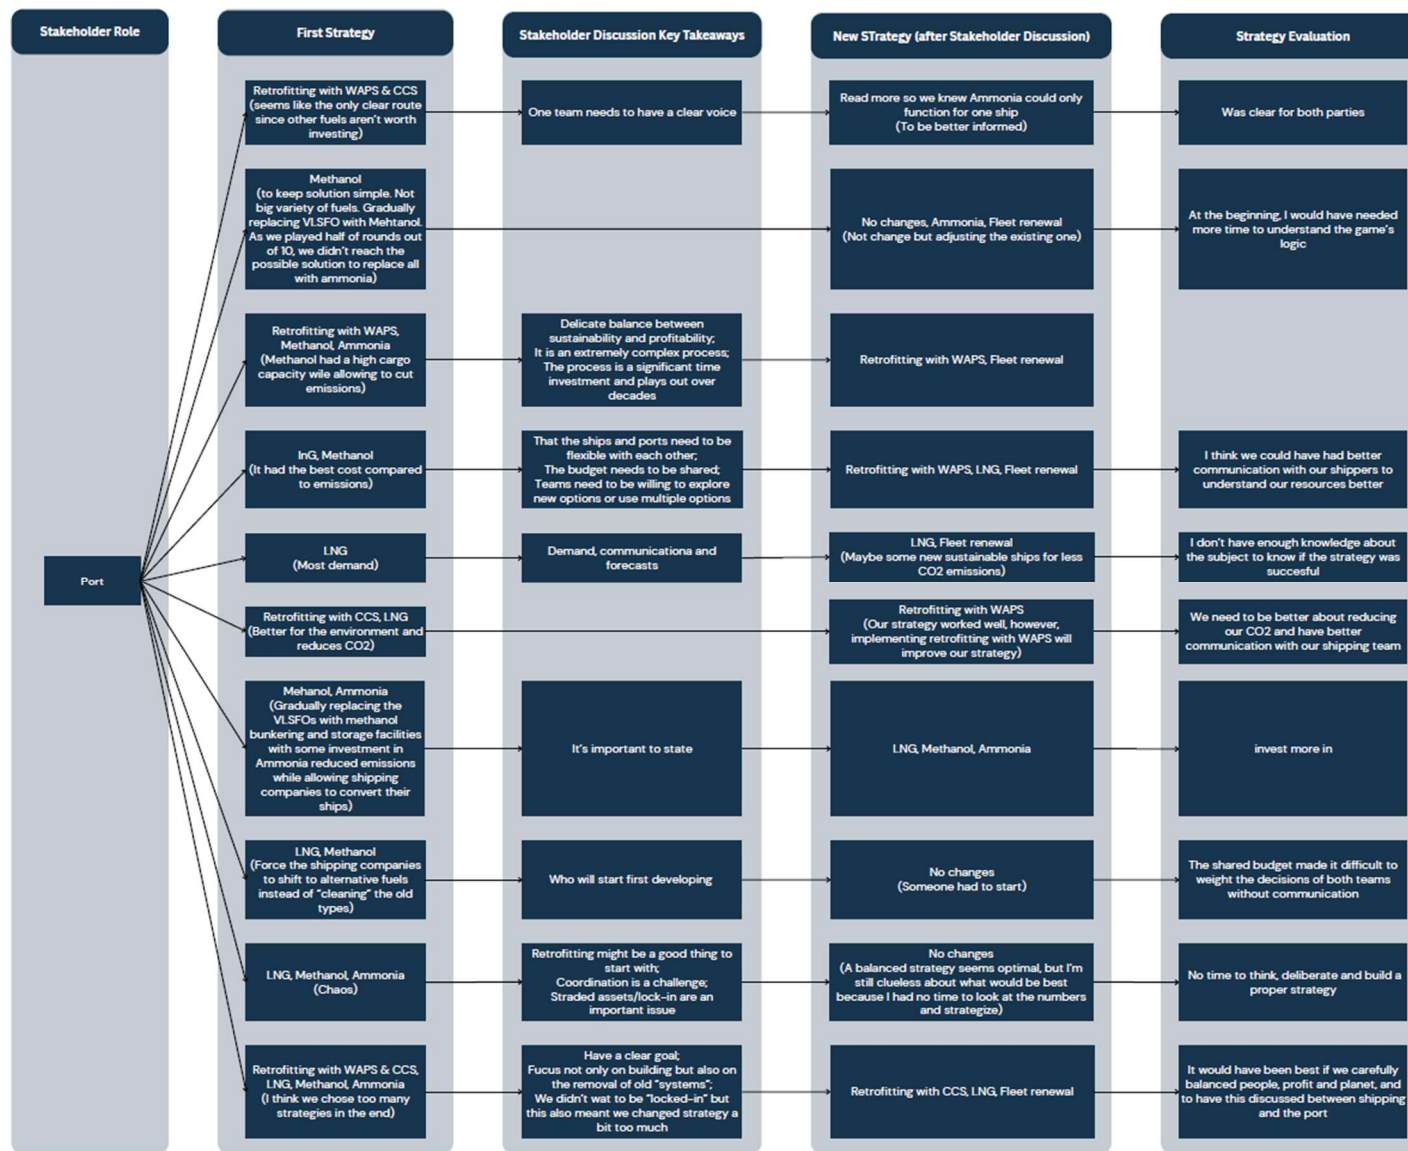 Stakeholder Role
First Strategy
Stakeholder Discussion Key Takeaways
New STrategy (after Stakeholder Discussion)
Strategy Evaluation
Port
Retrofitting with WAPS & CCS
(seems like the only clear route
since other fuels aren't worth
investing)
One team needs to have a clear voice
Read more so we knew Ammonia could only
function for one ship
(To be better informed)
Was clear for both parties
Methanol
(to keep solution simple. Not
big variety of fuels. Gradually
replacing VLSFO with Mehtanol.
As we played half of rounds out
of 10, we didn't reach the
possible solution to replace all
with ammonia)
No changes, Ammonia, Fleet renewal
(Not change but adjusting the existing one)
At the beginning, I would have needed
more time to understand the game's
logic
Retrofitting with WAPS,
Methanol, Ammonia
(Methanol had a high cargo
capacity wile allowing to cut
emissions)
Delicate balance between
sustainability and profitability;
It is an extremely complex process;
The process is a significant time
investment and plays out over
decades
Retrofitting with WAPS, Fleet renewal
lnG, Methanol
(It had the best cost compared
to emissions)
That the ships and ports need to be
flexible with each other;
The budget needs to be shared;
Teams need to be willing to explore
new options or use multiple options
Retrofitting with WAPS, LNG, Fleet renewal
I think we could have had better
communication with our shippers to
understand our resources better
LNG
(Most demand)
Demand, communicationa and
forecasts
LNG, Fleet renewal
(Maybe some new sustainable ships for less
CO2 emissions)
I don't have enough knowledge about
the subject to know if the strategy was
succesful
Retrofitting with CCS, LNG
(Better for the environment and
reduces CO2)
Retrofitting with WAPS
(Our strategy worked well, however,
implementing retrofitting with WAPS will
improve our strategy)
We need to be better about reducing
our CO2 and have better
communication with our shipping team
Mehanol, Ammonia
(Gradually replacing the
VLSFOs with methanol
bunkering and storage facilities
with some investment in
Ammonia reduced emissions
while allowing shipping
companies to convert their
ships)
It's important to state
LNG, Methanol, Ammonia
invest more in
LNG, Methanol
(Force the shipping companies
to shift to alternative fuels
instead of "cleaning" the old
types)
Who will start first developing
No changes
(Someone had to start)
The shared budget made it difficult to
weight the decisions of both teams
without communication
LNG, Methanol, Ammonia
(Chaos)
Retrofitting might be a good thing to
start with;
Coordination is a challenge;
Straded assets/lock-in are an
important issue
No changes
(A balanced strategy seems optimal, but I'm
still clueless about what would be best
because I had no time to look at the numbers
and strategize)
No time to think, deliberate and build a
proper strategy
Retrofitting with WAPS & CCS,
LNG, Methanol, Ammonia
(I think we chose too many
strategies in the end)
Have a clear goal;
Fucus not only on building but also on
the removal of old "systems";
We didn't wat to be "locked-in" but
this also meant we changed strategy a
bit too much
Retrofitting with CCS, LNG, Fleet renewal
It would have been best if we carefully
balanced people, profit and planet, and
to have this discussed between shipping
and the port